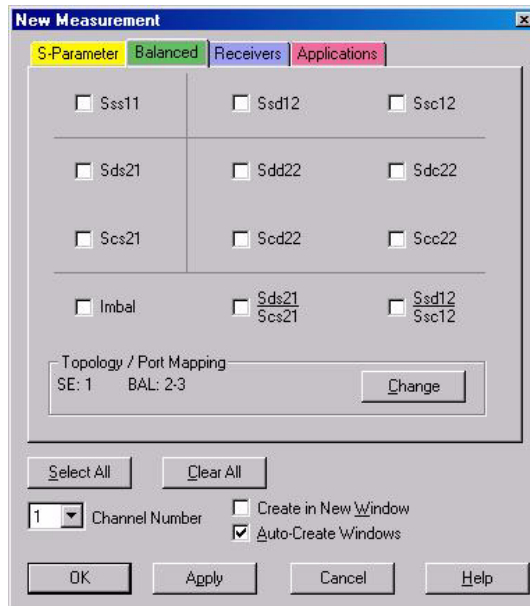 New Measurement
S-Parameter Balanced Receivers Applications
Sss11 Ssd12 Ssc12
Sds21 Sdd22 Sdc22
Scs21 Scd22 Scc22
Imbal Sds21 Ssd12
Scs21 Ssc12
Topology / Port Mapping
SE: 1 BAL: 2-3 Change
Select All Clear All
1 Channel Number
Create in New Window
Auto-Create Windows
OK Apply Cancel Help